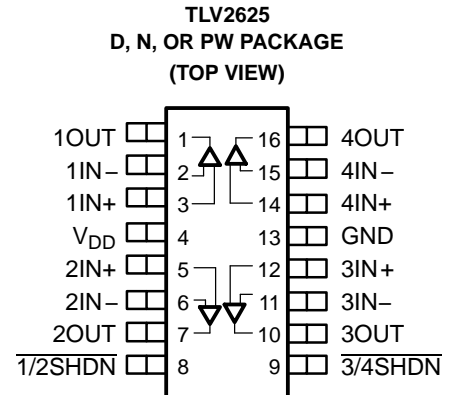 TLV2625
D, N, OR PW PACKAGE
(TOP VIEW)
1OUT 1 16 4OUT
1IN− 2 15 4IN−
1IN+ 3 14 4IN+
VDD 4 13 GND
2IN+ 5 12 3IN+
2IN− 6 11 3IN−
2OUT 7 10 3OUT
1/2SHDN 8 9 3/4SHDN